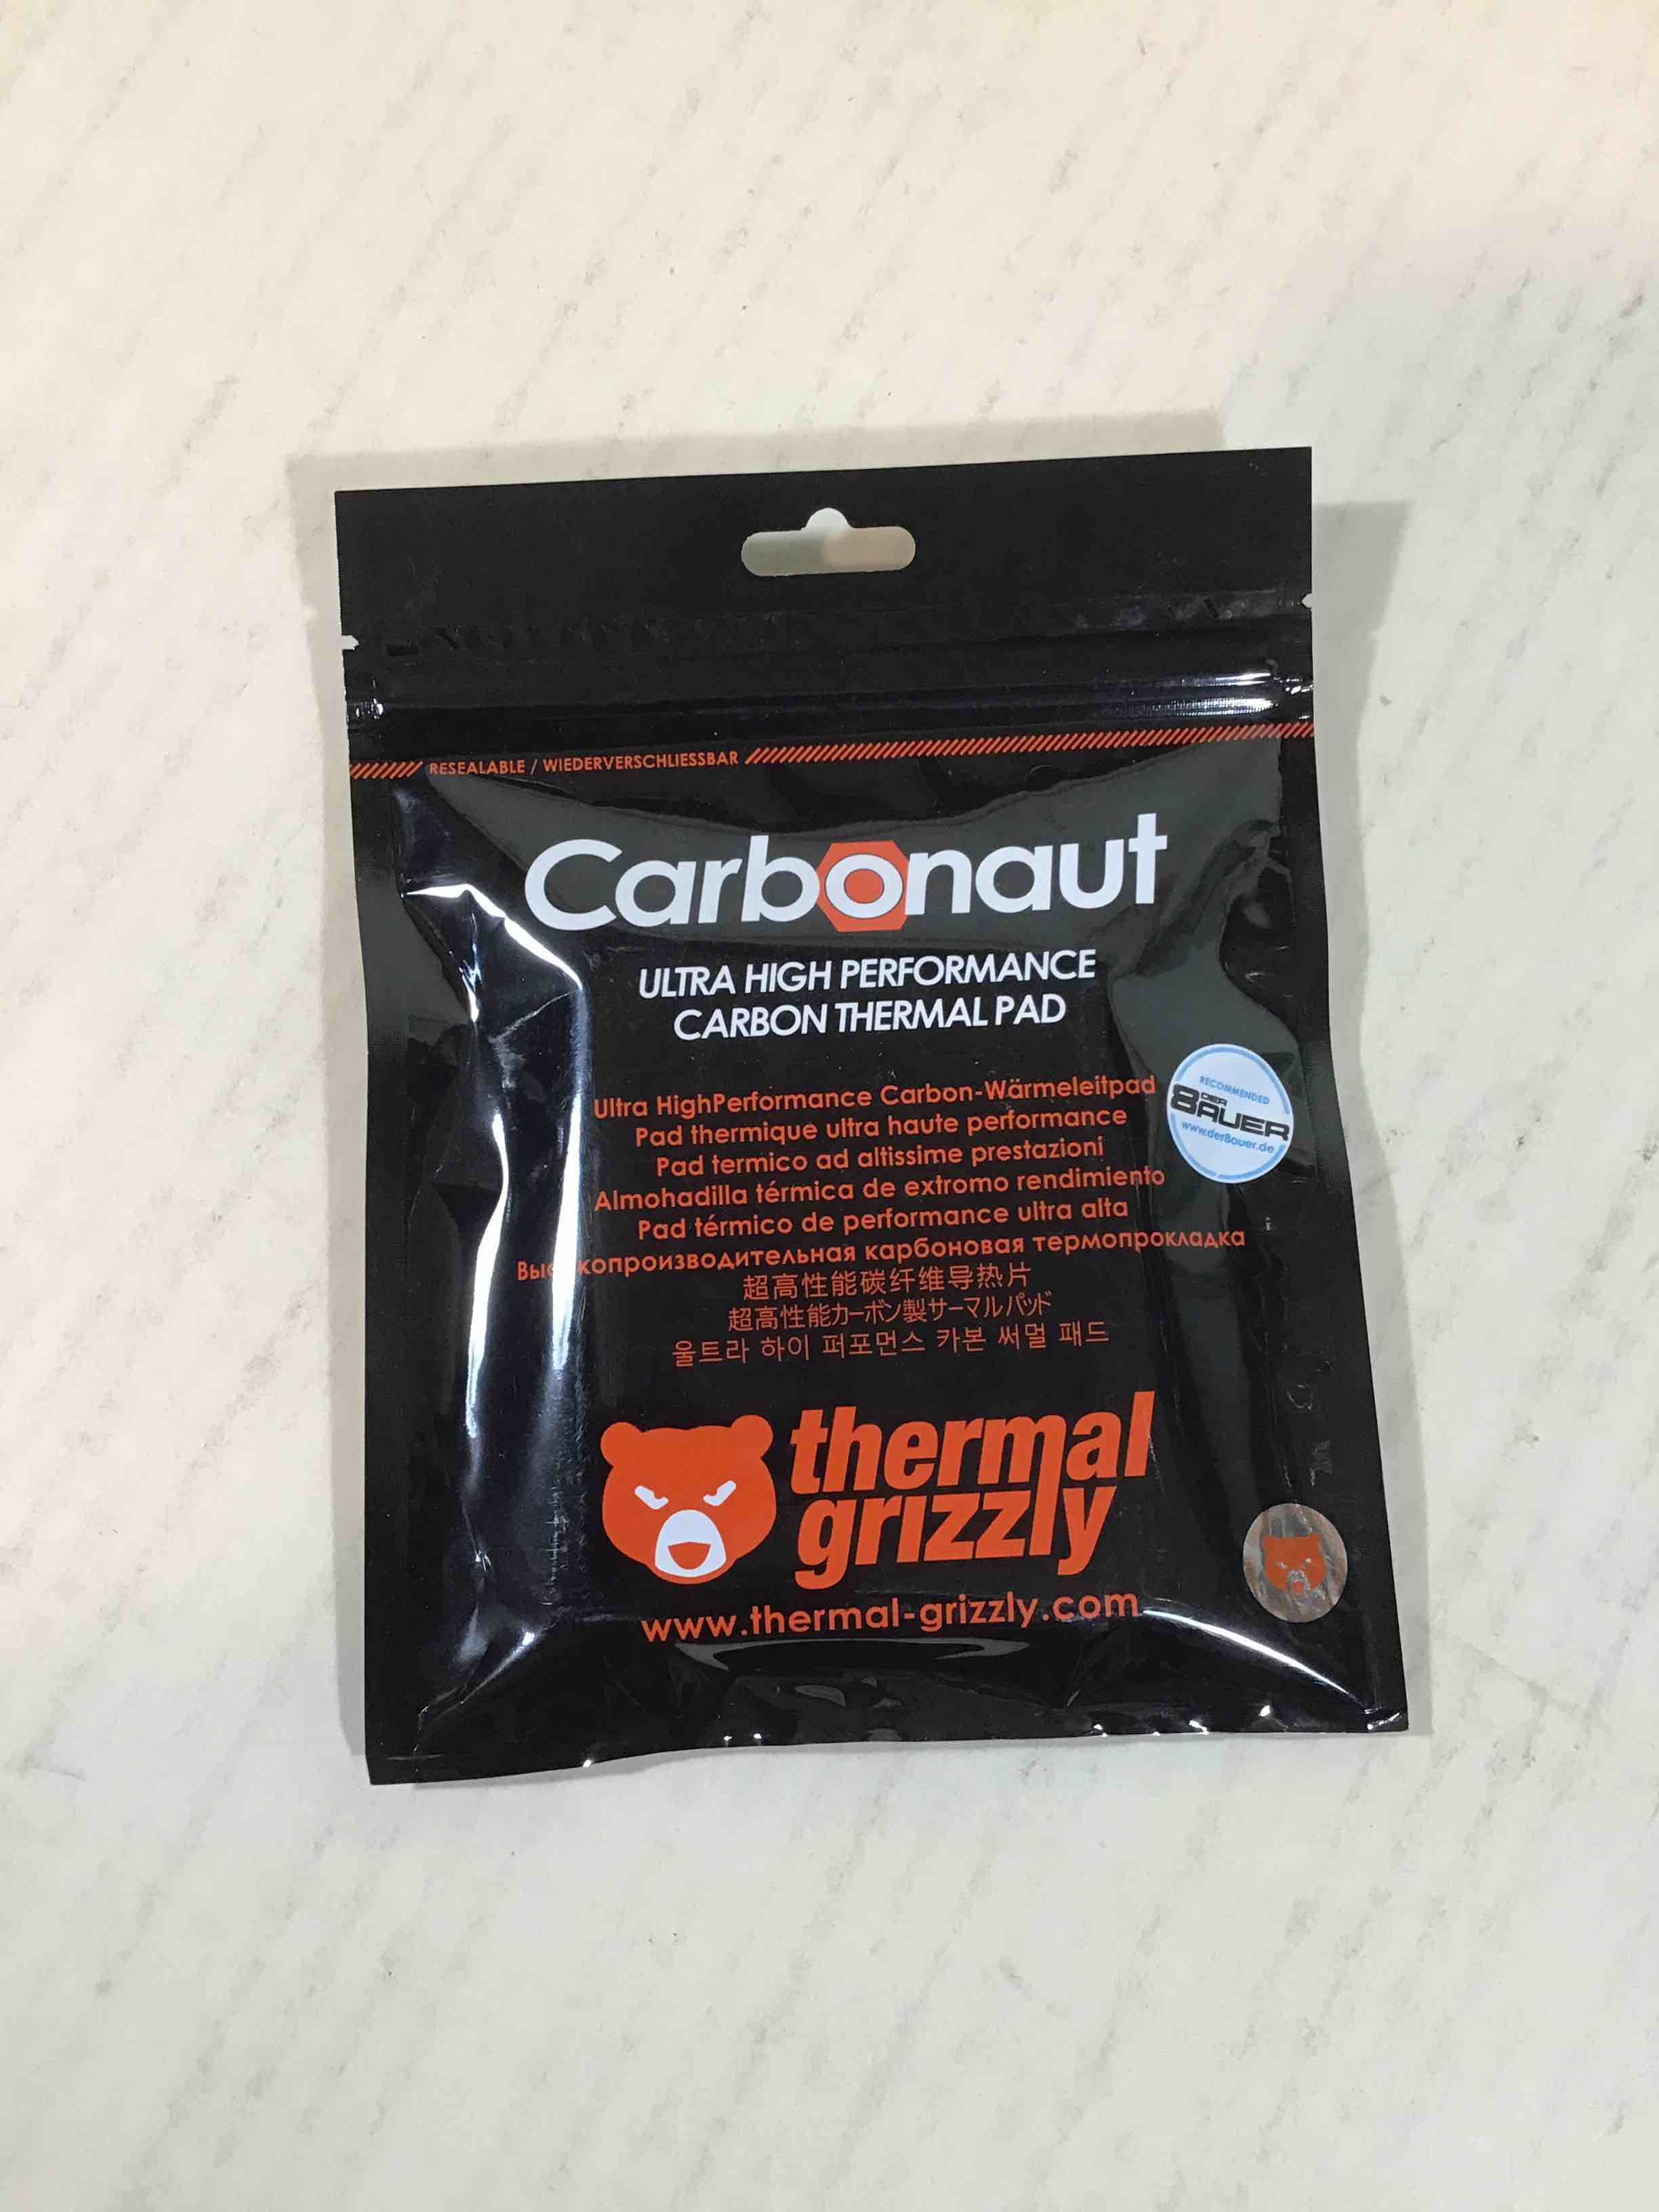 RESEALABLE / WIEDERVERSCHLIESSBAR
Carbonaut
ULTRA HIGH PERFORMANCE
CARBON THERMAL PAD
Ultra HighPerformance Carbon-Wärmeleitpad
Pad thermique ultra haute performance
Pad termico ad altissime prestazioni
Almohadilla térmica de extromo rendimiento
Pad térmico de performance ultra alta
Высокопроизводительная карбоновая термопрокладка
超高性能碳纤维导热片
超高性能カーボン製サーマルパッド
울트라 하이 퍼포먼스 카본 써멀 패드
RECOMMENDED
DER
8AUER
www.der8auer.de
thermal
grizzly
www.thermal-grizzly.com